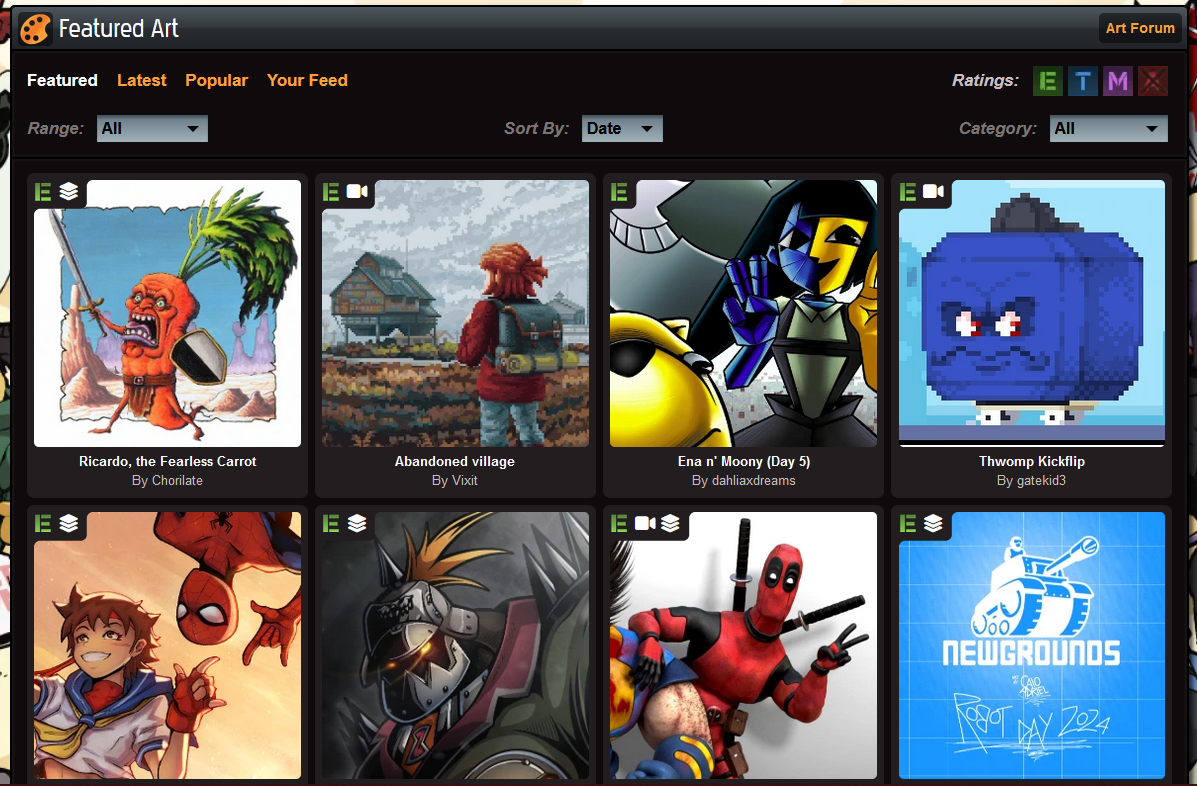 Featured Art
Art Forum
Featured Latest Popular Your Feed
Ratings: E T M X
Range: All Sort By: Date Category: All
E
E
E
E
Ricardo, the Fearless Carrot
By Chorilate
Abandoned village
By Vixit
Ena n' Moony (Day 5)
By dahliaxdreams
Thwomp Kickflip
By gatekid3
E
E
E
E
NEWGROUNDS
ROBOT DAY 2024